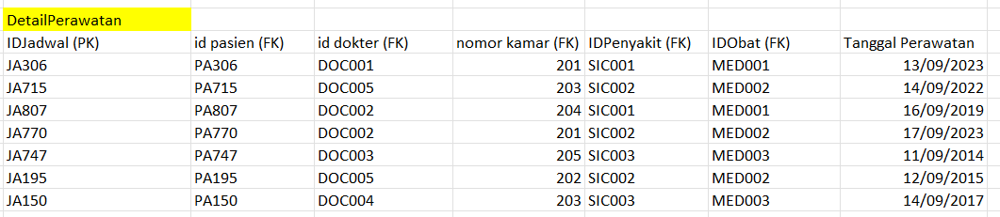 DetailPerawatan
IDJadwal (PK) id pasien (FK) id dokter (FK) nomor kamar (FK) IDPenyakit (FK) IDObat (FK) Tanggal Perawatan
JA306 PA306 DOC001 201 SIC001 MED001 13/09/2023
JA715 PA715 DOC005 203 SIC002 MED002 14/09/2022
JA807 PA807 DOC002 204 SIC001 MED001 16/09/2019
JA770 PA770 DOC002 201 SIC002 MED002 17/09/2023
JA747 PA747 DOC003 205 SIC003 MED003 11/09/2014
JA195 PA195 DOC005 202 SIC002 MED002 12/09/2015
JA150 PA150 DOC004 203 SIC003 MED003 14/09/2017